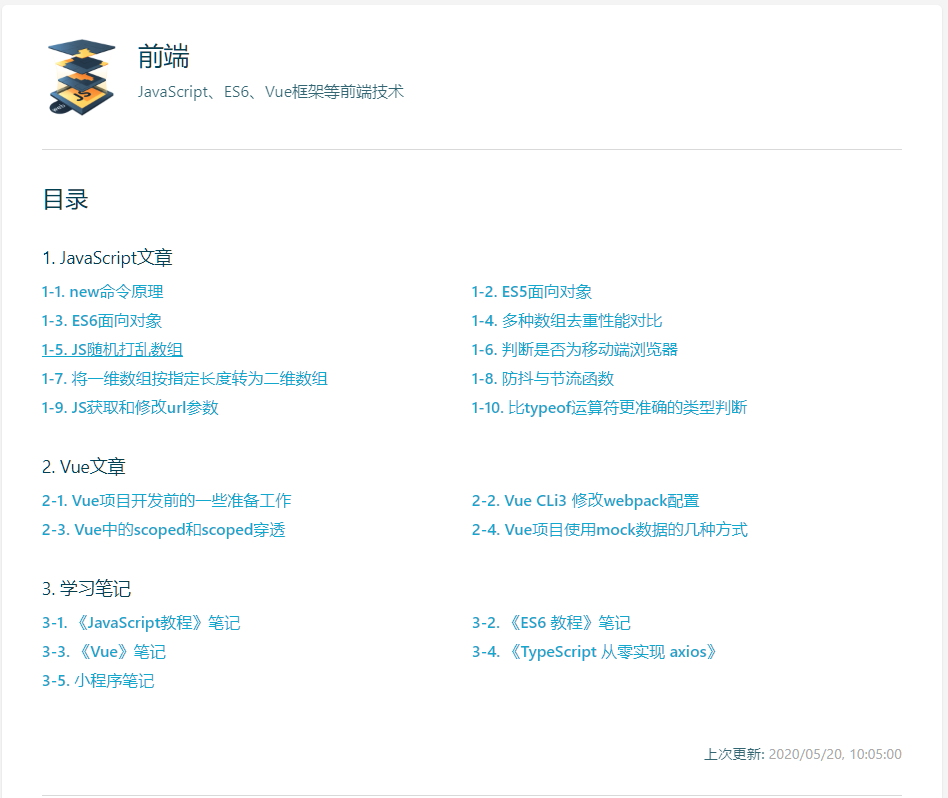 前端
JavaScript、ES6、Vue框架等前端技术
JS
web
目录
1. JavaScript文章
1-1. new命令原理
1-2. ES5面向对象
1-3. ES6面向对象
1-4. 多种数组去重性能对比
1-5. JS随机打乱数组
1-6. 判断是否为移动端浏览器
1-7. 将一维数组按指定长度转为二维数组
1-8. 防抖与节流函数
1-9. JS获取和修改url参数
1-10. 比typeof运算符更准确的类型判断
2. Vue文章
2-1. Vue项目开发前的一些准备工作
2-2. Vue CLi3 修改webpack配置
2-3. Vue中的scoped和scoped穿透
2-4. Vue项目使用mock数据的几种方式
3. 学习笔记
3-1. 《JavaScript教程》笔记
3-2. 《ES6 教程》笔记
3-3. 《Vue》笔记
3-4. 《TypeScript 从零实现 axios》
3-5. 小程序笔记
上次更新: 2020/05/20, 10:05:00